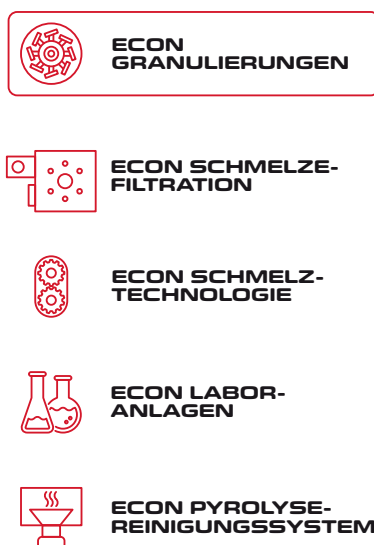 ECON
GRANULIERUNGEN
ECON SCHMELZE-
FILTRATION
ECON SCHMELZ-
TECHNOLOGIE
ECON LABOR-
ANLAGEN
ECON PYROLYSE-
REINIGUNGSSYSTEM